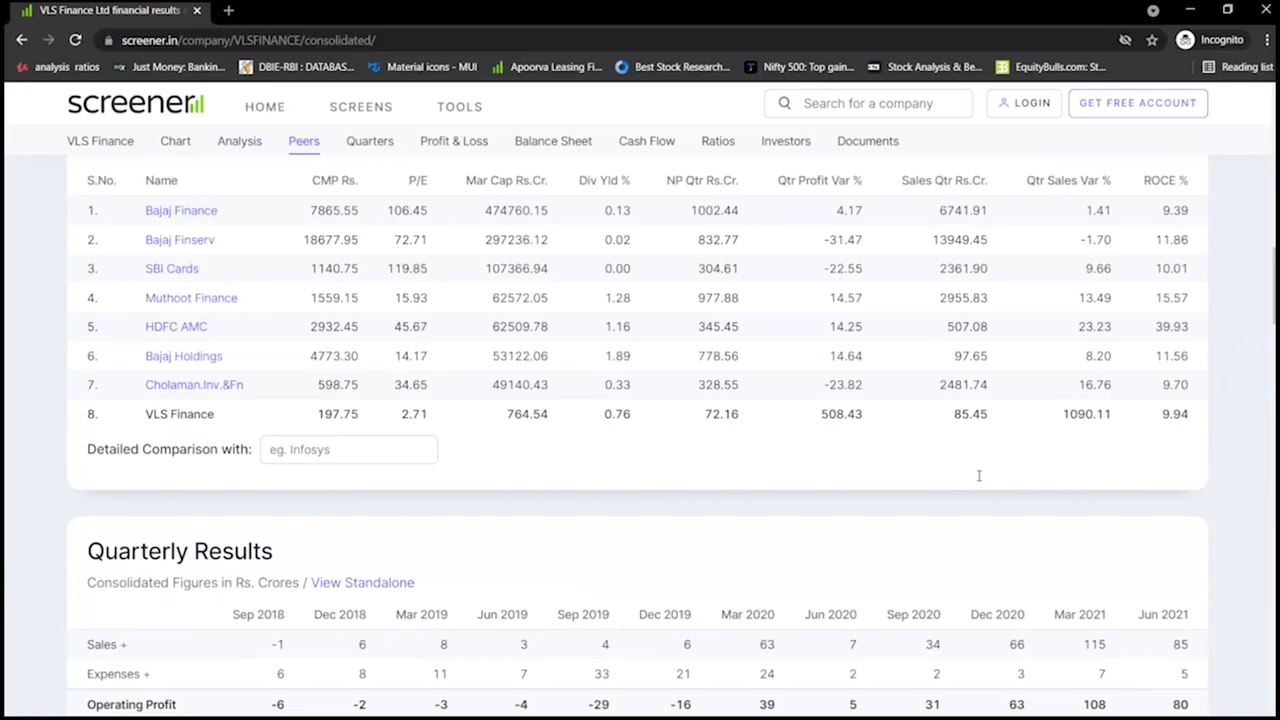 VLS Finance Ltd financial results a
screener.in/company/VLSFINANCE/consolidated/
Incognito
analysis ratios Just Money: Bankin... DBIE-RBI : DATABAS... Material icons - MUI Apoorva Leasing Fi... Best Stock Research... Nifty 500: Top gain... Stock Analysis & Be... EquityBulls.com: St... Reading list
screener HOME SCREENS TOOLS Search for a company LOGIN GET FREE ACCOUNT
VLS Finance Chart Analysis Peers Quarters Profit & Loss Balance Sheet Cash Flow Ratios Investors Documents
S.No. Name CMP Rs. P/E Mar Cap Rs.Cr. Div Yld % NP Qtr Rs.Cr. Qtr Profit Var % Sales Qtr Rs.Cr. Qtr Sales Var % ROCE %
1. Bajaj Finance 7865.55 106.45 474760.15 0.13 1002.44 4.17 6741.91 1.41 9.39
2. Bajaj Finserv 18677.95 72.71 297236.12 0.02 832.77 -31.47 13949.45 -1.70 11.86
3. SBI Cards 1140.75 119.85 107366.94 0.00 304.61 -22.55 2361.90 9.66 10.01
4. Muthoot Finance 1559.15 15.93 62572.05 1.28 977.88 14.57 2955.83 13.49 15.57
5. HDFC AMC 2932.45 45.67 62509.78 1.16 345.45 14.25 507.08 23.23 39.93
6. Bajaj Holdings 4773.30 14.17 53122.06 1.89 778.56 14.64 97.65 8.20 11.56
7. Cholaman.Inv.&Fn 598.75 34.65 49140.43 0.33 328.55 -23.82 2481.74 16.76 9.70
8. VLS Finance 197.75 2.71 764.54 0.76 72.16 508.43 85.45 1090.11 9.94
Detailed Comparison with: eg. Infosys
Quarterly Results
Consolidated Figures in Rs. Crores / View Standalone
Sep 2018 Dec 2018 Mar 2019 Jun 2019 Sep 2019 Dec 2019 Mar 2020 Jun 2020 Sep 2020 Dec 2020 Mar 2021 Jun 2021
Sales + -1 6 8 3 4 6 63 7 34 66 115 85
Expenses + 6 8 11 7 33 21 24 2 2 3 7 5
Operating Profit -6 -2 -3 -4 -29 -16 39 5 31 63 108 80